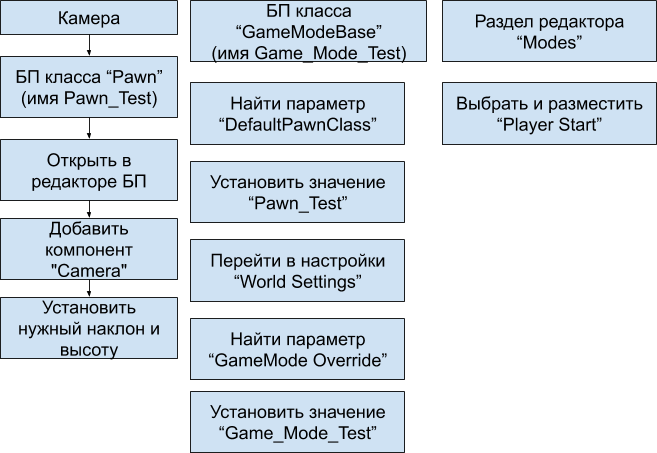 Камера
БП класса “Pawn”
(имя Pawn_Test)
Открыть в
редакторе БП
Добавить
компонент
"Camera"
Установить
нужный наклон и
высоту
БП класса
“GameModeBase”
(имя Game_Mode_Test)
Найти параметр
“DefaultPawnClass”
Установить значение
“Pawn_Test”
Перейти в настройки
“World Settings”
Найти параметр
“GameMode Override”
Установить значение
“Game_Mode_Test”
Раздел редактора
“Modes”
Выбрать и разместить
“Player Start”